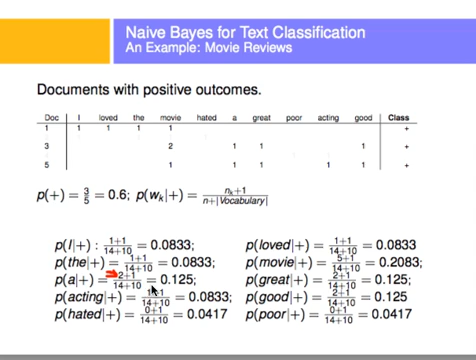 Naive Bayes for Text Classification
An Example: Movie Reviews
Documents with positive outcomes.
Doc I loved the movie hated a great poor acting good Class
1 1 1 1 1 +
3 2 1 1 1 +
5 1 1 1 1 1 +
p(+) = 3/5 = 0.6; p(w_k|+) = (n_k+1)/(n+|Vocabulary|)
p(I|+) : (1+1)/(14+10) = 0.0833; p(loved|+) = (1+1)/(14+10) = 0.0833
p(the|+) = (1+1)/(14+10) = 0.0833; p(movie|+) = (5+1)/(14+10) = 0.2083;
p(a|+) = (2+1)/(14+10) = 0.125; p(great|+) = (2+1)/(14+10) = 0.125;
p(acting|+) = (1+1)/(14+10) = 0.0833; p(good|+) = (2+1)/(14+10) = 0.125
p(hated|+) = (0+1)/(14+10) = 0.0417 p(poor|+) = (0+1)/(14+10) = 0.0417